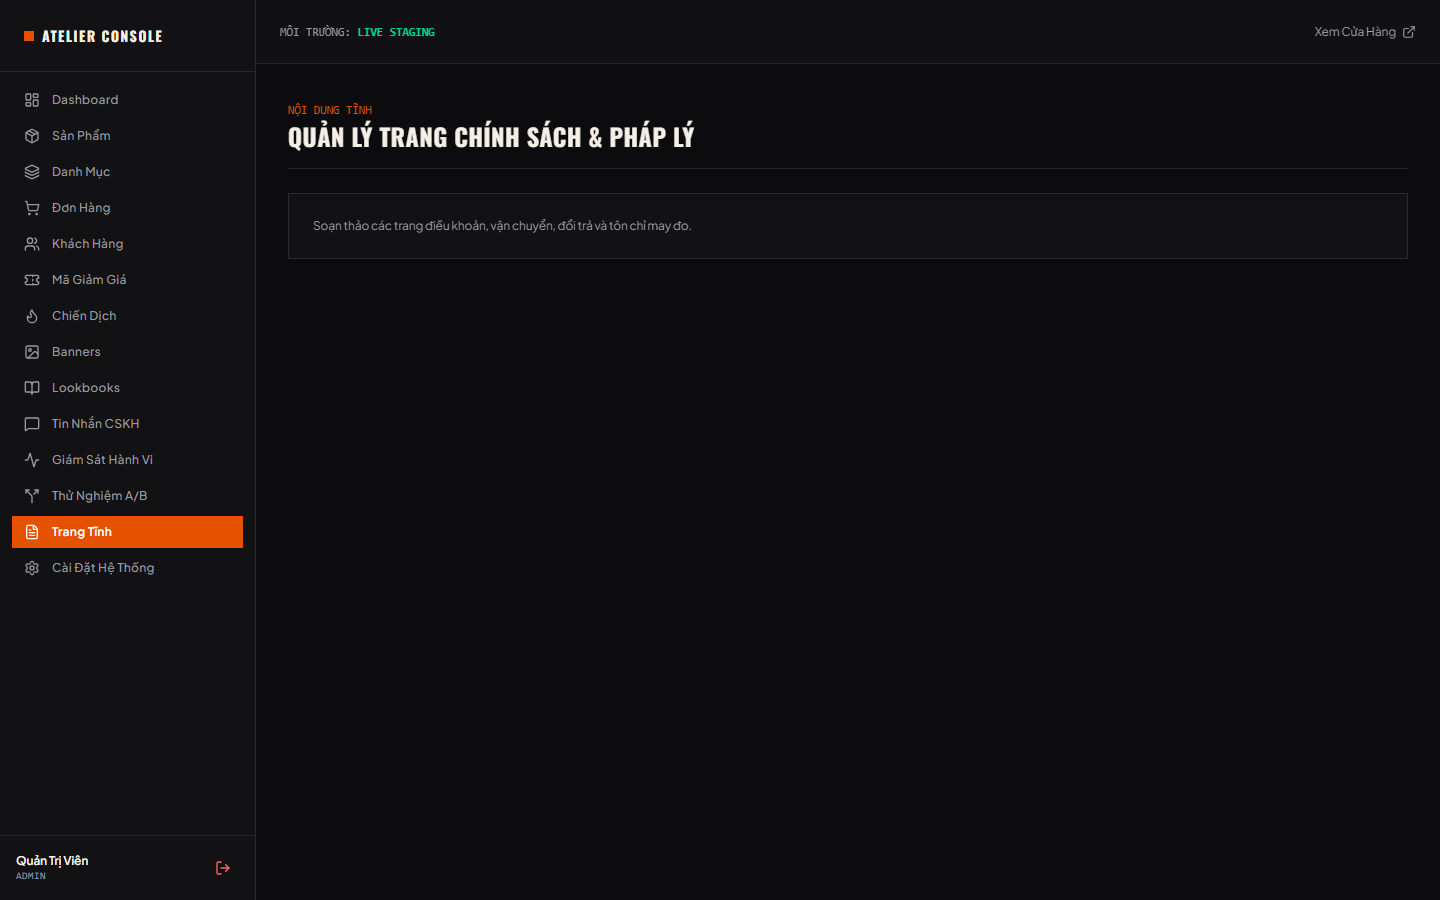 ATELIER CONSOLE
Dashboard
Sản Phẩm
Danh Mục
Đơn Hàng
Khách Hàng
Mã Giảm Giá
Chiến Dịch
Banners
Lookbooks
Tin Nhắn CSKH
Giám Sát Hành Vi
Thử Nghiệm A/B
Trang Tĩnh
Cài Đặt Hệ Thống
Quản Trị Viên
ADMIN
MÔI TRƯỜNG: LIVE STAGING
Xem Cửa Hàng
NỘI DUNG TĨNH
QUẢN LÝ TRANG CHÍNH SÁCH & PHÁP LÝ
Soạn thảo các trang điều khoản, vận chuyển, đổi trả và tôn chỉ may đo.